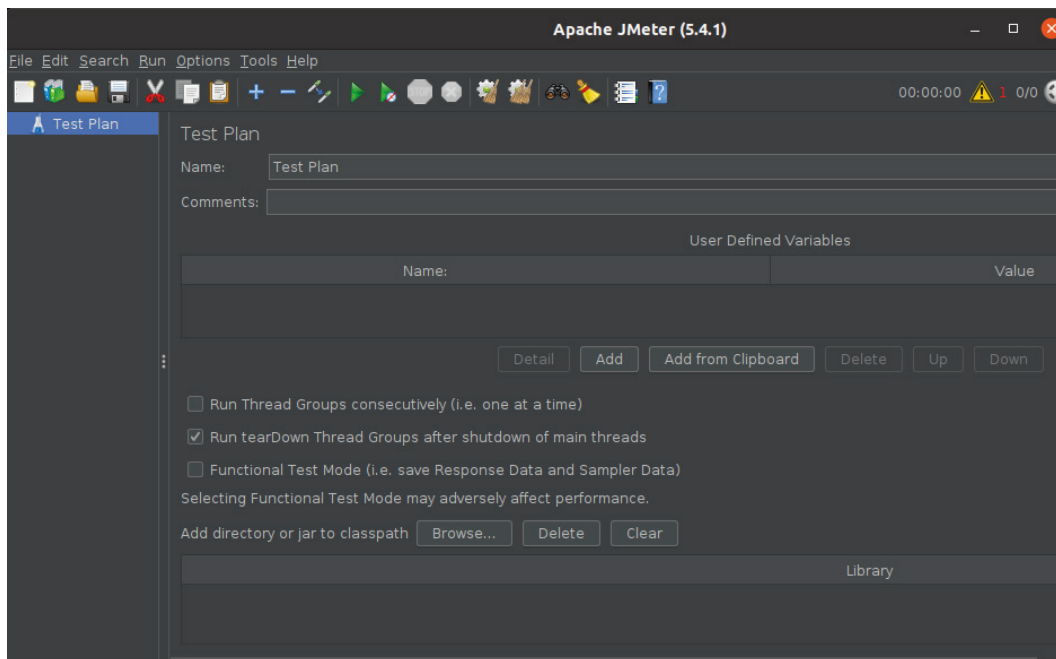 Apache JMeter (5.4.1)
File Edit Search Run Options Tools Help
STOP
00:00:00 1 0/0
Test Plan
Test Plan
Name: Test Plan
Comments:
User Defined Variables
Name: Value
Detail Add Add from Clipboard Delete Up Down
Run Thread Groups consecutively (i.e. one at a time)
Run tearDown Thread Groups after shutdown of main threads
Functional Test Mode (i.e. save Response Data and Sampler Data)
Selecting Functional Test Mode may adversely affect performance.
Add directory or jar to classpath Browse... Delete Clear
Library